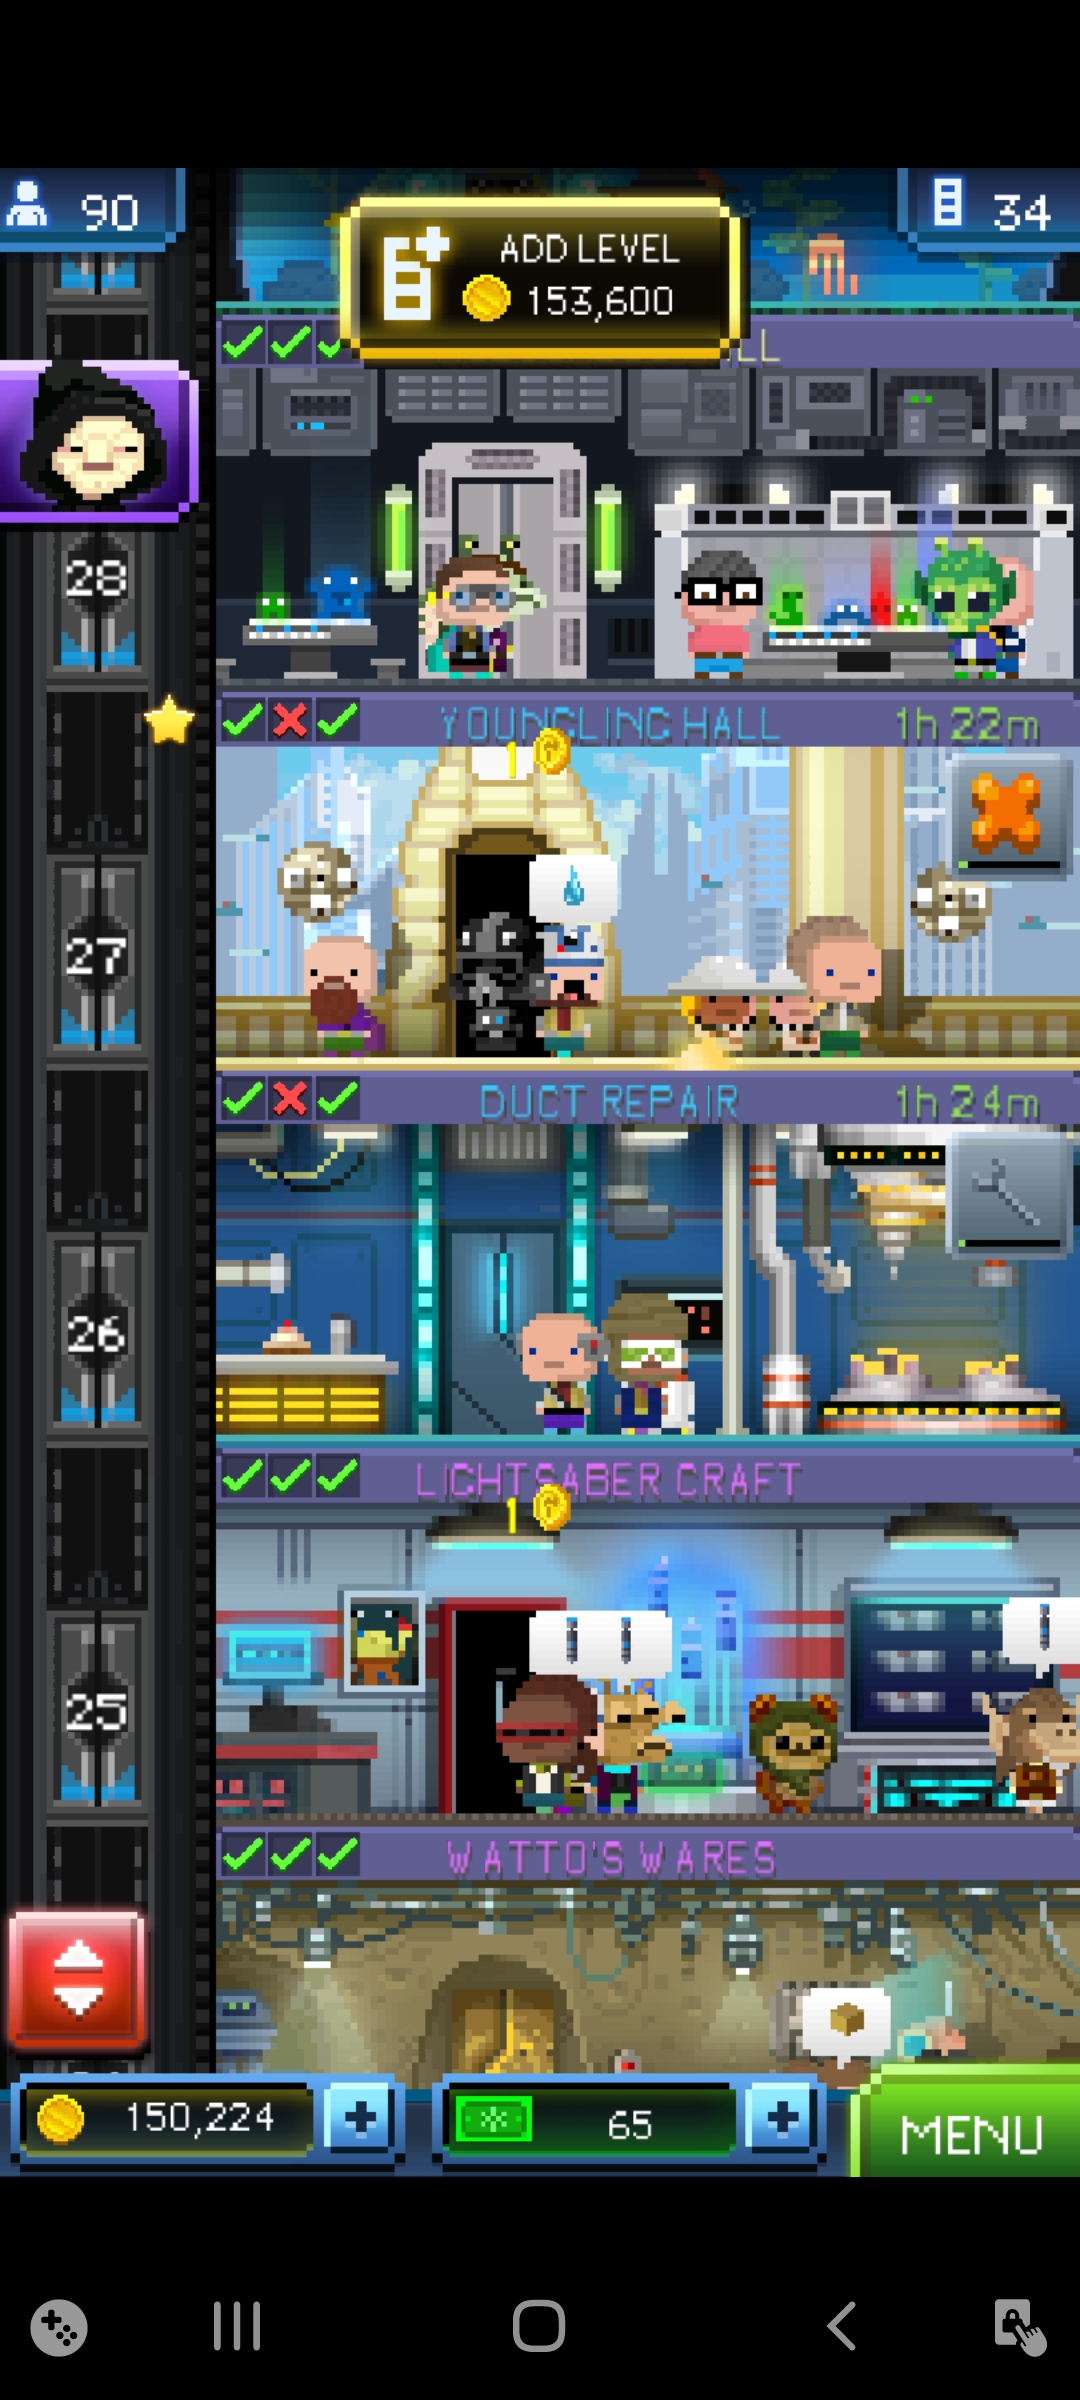 90
34
ADD LEVEL
153,600
LL
28
YOUNGLING HALL
1h 22m
1
27
DUCT REPAIR
1h 24m
26
LIGHTSABER CRAFT
1
25
WATTO'S WARES
150,224
65
MENU